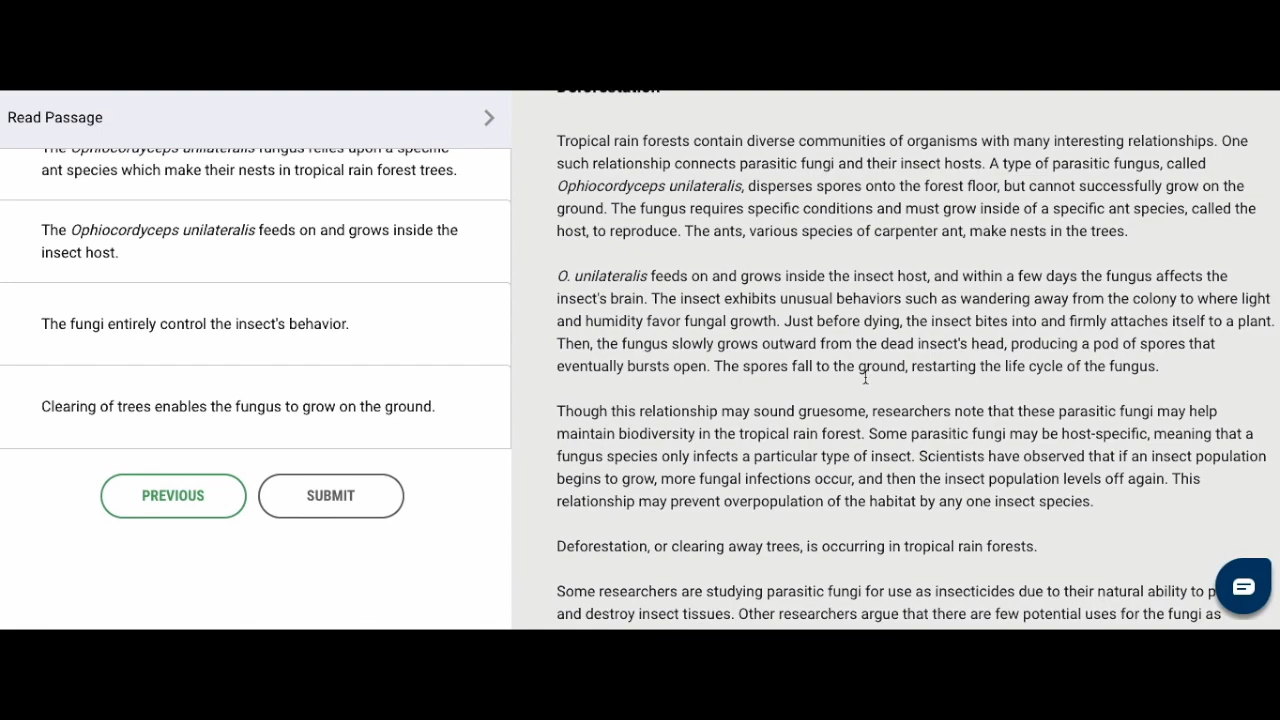 Read Passage
The Ophiocordyceps unilateralis fungus relies upon a specific
ant species which make their nests in tropical rain forest trees.
The Ophiocordyceps unilateralis feeds on and grows inside the
insect host.
The fungi entirely control the insect's behavior.
Clearing of trees enables the fungus to grow on the ground.
PREVIOUS
SUBMIT
Deforestation
Tropical rain forests contain diverse communities of organisms with many interesting relationships. One
such relationship connects parasitic fungi and their insect hosts. A type of parasitic fungus, called
Ophiocordyceps unilateralis, disperses spores onto the forest floor, but cannot successfully grow on the
ground. The fungus requires specific conditions and must grow inside of a specific ant species, called the
host, to reproduce. The ants, various species of carpenter ant, make nests in the trees.
O. unilateralis feeds on and grows inside the insect host, and within a few days the fungus affects the
insect's brain. The insect exhibits unusual behaviors such as wandering away from the colony to where light
and humidity favor fungal growth. Just before dying, the insect bites into and firmly attaches itself to a plant.
Then, the fungus slowly grows outward from the dead insect's head, producing a pod of spores that
eventually bursts open. The spores fall to the ground, restarting the life cycle of the fungus.
Though this relationship may sound gruesome, researchers note that these parasitic fungi may help
maintain biodiversity in the tropical rain forest. Some parasitic fungi may be host-specific, meaning that a
fungus species only infects a particular type of insect. Scientists have observed that if an insect population
begins to grow, more fungal infections occur, and then the insect population levels off again. This
relationship may prevent overpopulation of the habitat by any one insect species.
Deforestation, or clearing away trees, is occurring in tropical rain forests.
Some researchers are studying parasitic fungi for use as insecticides due to their natural ability to
and destroy insect tissues. Other researchers argue that there are few potential uses for the fungi as